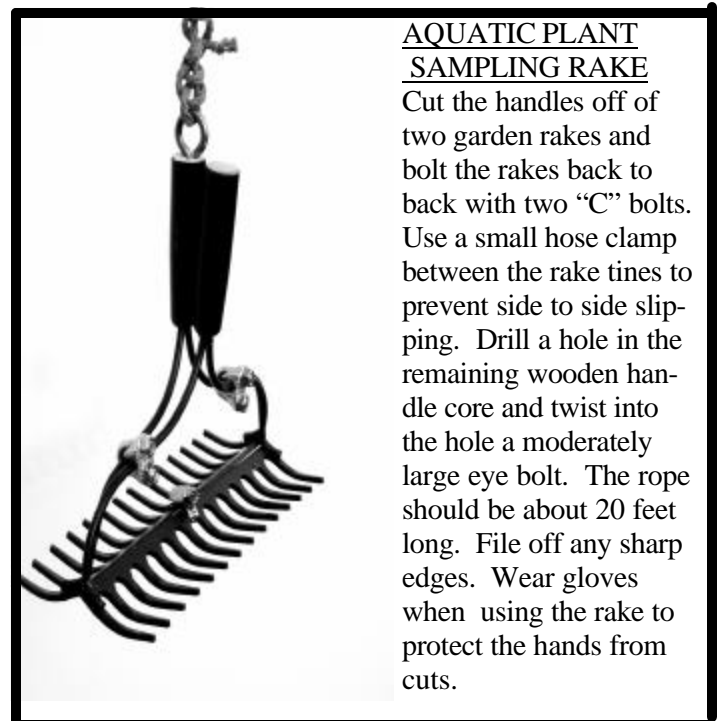 AQUATIC PLANT
SAMPLING RAKE
Cut the handles off of
two garden rakes and
bolt the rakes back to
back with two “C” bolts.
Use a small hose clamp
between the rake tines to
prevent side to side slip-
ping.  Drill a hole in the
remaining wooden han-
dle core and twist into
the hole a moderately
large eye bolt.  The rope
should be about 20 feet
long.  File off any sharp
edges.  Wear gloves
when  using the rake to
protect the hands from
cuts.